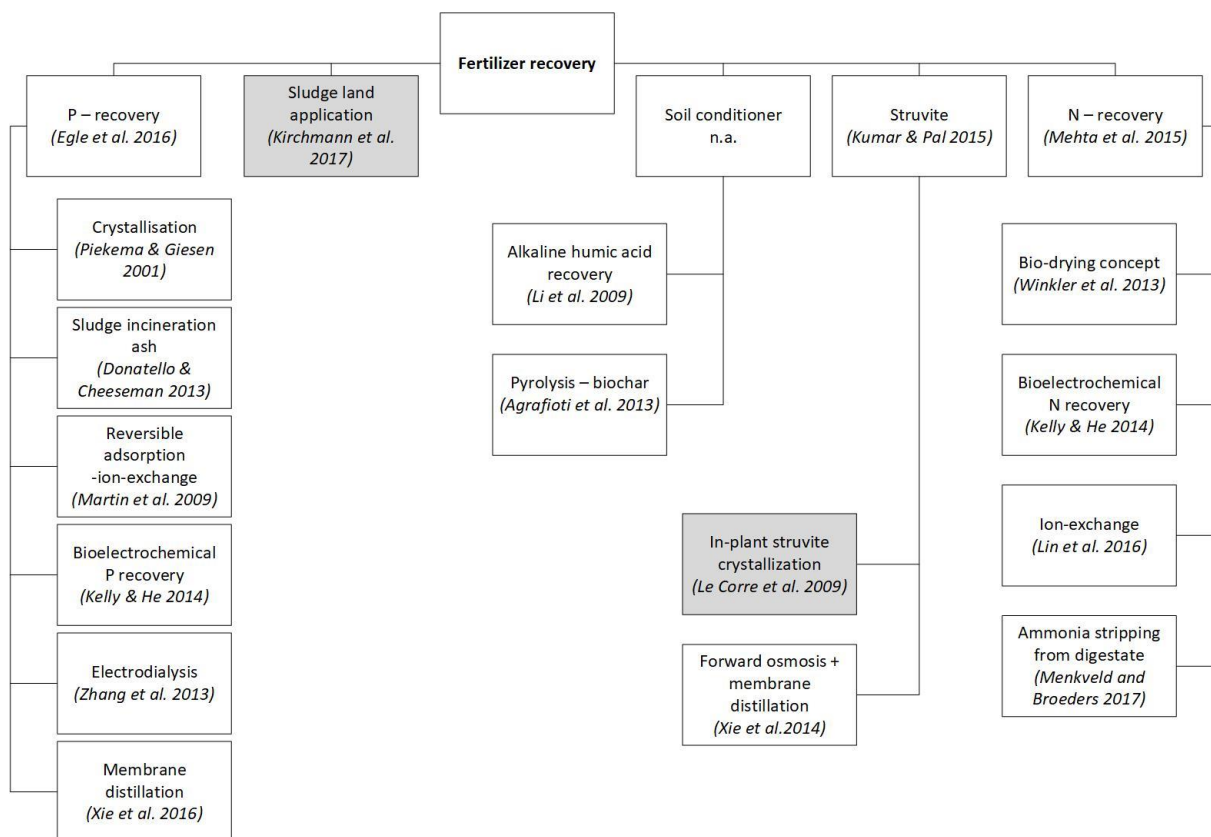 Fertilizer recovery
P – recovery
(Egle et al. 2016)
Sludge land
application
(Kirchmann et al.
2017)
Soil conditioner
n.a.
Struvite
(Kumar & Pal 2015)
N – recovery
(Mehta et al. 2015)
Crystallisation
(Piekema & Giesen
2001)
Sludge incineration
ash
(Donatello &
Cheeseman 2013)
Reversible
adsorption
-ion-exchange
(Martin et al. 2009)
Bioelectrochemical
P recovery
(Kelly & He 2014)
Electrodialysis
(Zhang et al. 2013)
Membrane
distillation
(Xie et al. 2016)
Alkaline humic acid
recovery
(Li et al. 2009)
Pyrolysis – biochar
(Agrafioti et al. 2013)
In-plant struvite
crystallization
(Le Corre et al. 2009)
Forward osmosis +
membrane
distillation
(Xie et al.2014)
Bio-drying concept
(Winkler et al. 2013)
Bioelectrochemical
N recovery
(Kelly & He 2014)
Ion-exchange
(Lin et al. 2016)
Ammonia stripping
from digestate
(Menkveld and
Broeders 2017)